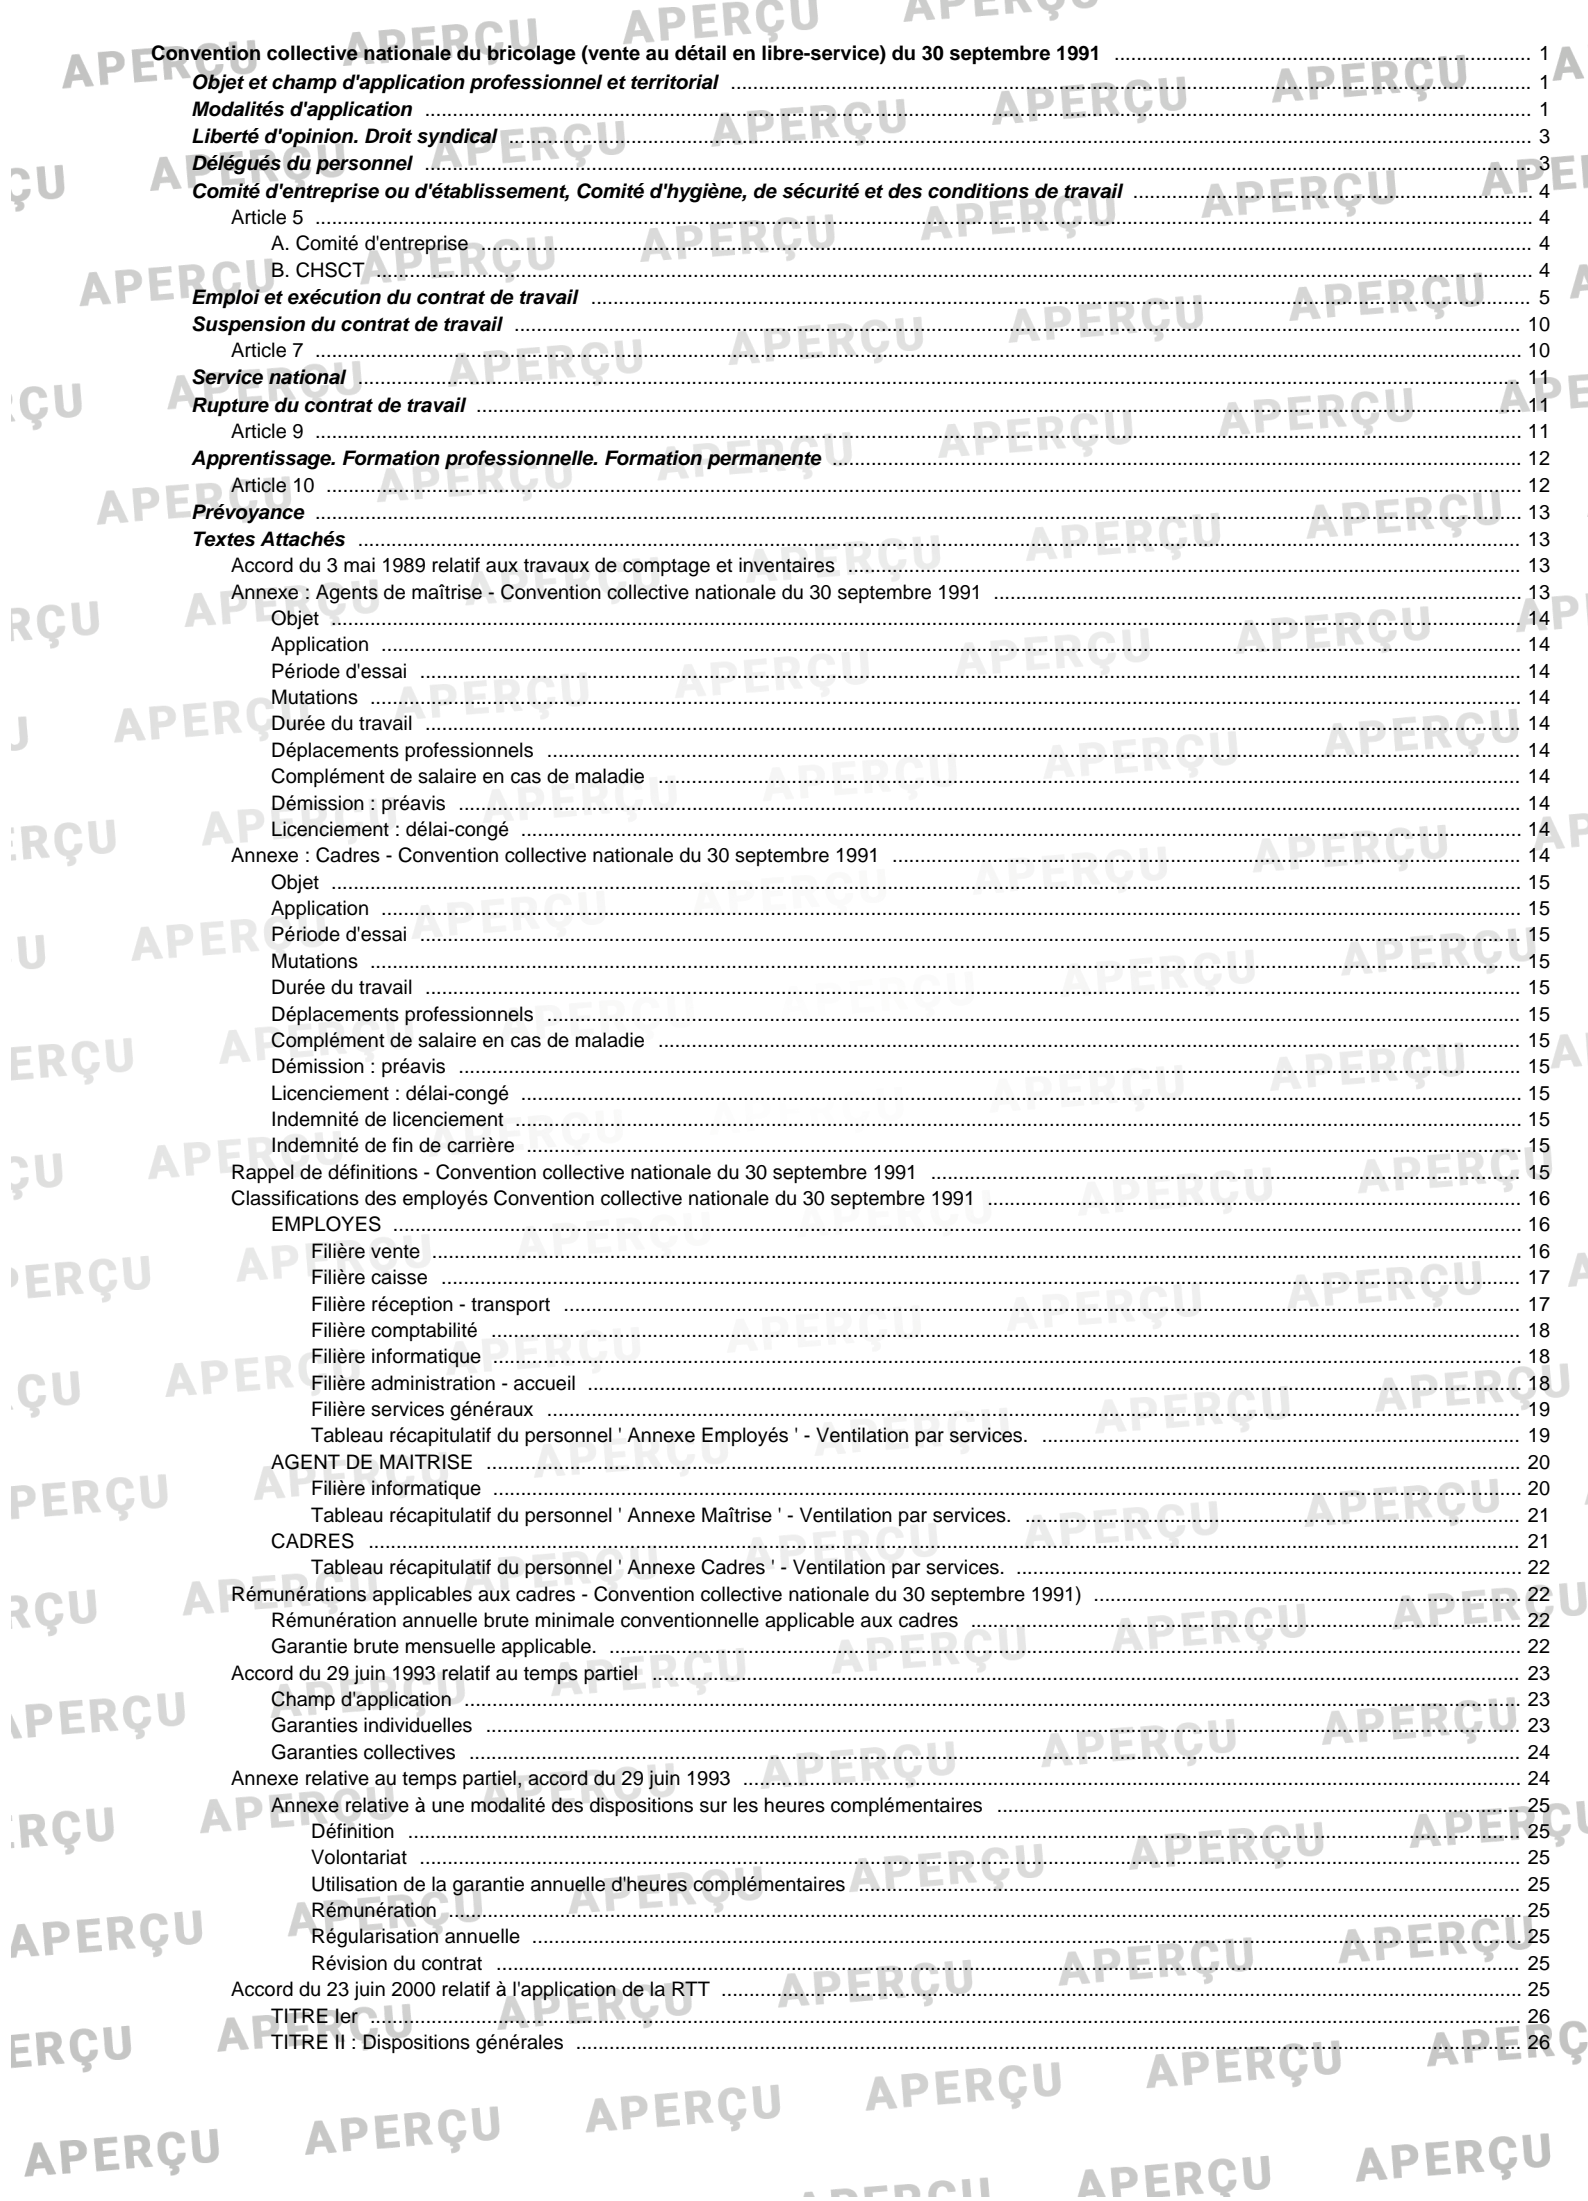 Convention collective nationale du bricolage (vente au détail en libre-service) du 30 septembre 1991 ... 1
Objet et champ d'application professionnel et territorial ... 1
Modalités d'application ... 1
Liberté d'opinion. Droit syndical ... 3
Délégués du personnel ... 3
Comité d'entreprise ou d'établissement, Comité d'hygiène, de sécurité et des conditions de travail ... 4
Article 5 ... 4
A. Comité d'entreprise ... 4
B. CHSCT ... 4
Emploi et exécution du contrat de travail ... 5
Suspension du contrat de travail ... 10
Article 7 ... 10
Service national ... 11
Rupture du contrat de travail ... 11
Article 9 ... 11
Apprentissage. Formation professionnelle. Formation permanente ... 12
Article 10 ... 12
Prévoyance ... 13
Textes Attachés ... 13
Accord du 3 mai 1989 relatif aux travaux de comptage et inventaires ... 13
Annexe : Agents de maîtrise - Convention collective nationale du 30 septembre 1991 ... 13
Objet ... 14
Application ... 14
Période d'essai ... 14
Mutations ... 14
Durée du travail ... 14
Déplacements professionnels ... 14
Complément de salaire en cas de maladie ... 14
Démission : préavis ... 14
Licenciement : délai-congé ... 14
Annexe : Cadres - Convention collective nationale du 30 septembre 1991 ... 14
Objet ... 15
Application ... 15
Période d'essai ... 15
Mutations ... 15
Durée du travail ... 15
Déplacements professionnels ... 15
Complément de salaire en cas de maladie ... 15
Démission : préavis ... 15
Licenciement : délai-congé ... 15
Indemnité de licenciement ... 15
Indemnité de fin de carrière ... 15
Rappel de définitions - Convention collective nationale du 30 septembre 1991 ... 15
Classifications des employés Convention collective nationale du 30 septembre 1991 ... 16
EMPLOYES ... 16
Filière vente ... 16
Filière caisse ... 17
Filière réception - transport ... 17
Filière comptabilité ... 18
Filière informatique ... 18
Filière administration - accueil ... 18
Filière services généraux ... 19
Tableau récapitulatif du personnel ' Annexe Employés ' - Ventilation par services. ... 19
AGENT DE MAITRISE ... 20
Filière informatique ... 20
Tableau récapitulatif du personnel ' Annexe Maîtrise ' - Ventilation par services. ... 21
CADRES ... 21
Tableau récapitulatif du personnel ' Annexe Cadres ' - Ventilation par services. ... 22
Rémunérations applicables aux cadres - Convention collective nationale du 30 septembre 1991) ... 22
Rémunération annuelle brute minimale conventionnelle applicable aux cadres ... 22
Garantie brute mensuelle applicable. ... 22
Accord du 29 juin 1993 relatif au temps partiel ... 23
Champ d'application ... 23
Garanties individuelles ... 23
Garanties collectives ... 24
Annexe relative au temps partiel, accord du 29 juin 1993 ... 24
Annexe relative à une modalité des dispositions sur les heures complémentaires ... 25
Définition ... 25
Volontariat ... 25
Utilisation de la garantie annuelle d'heures complémentaires ... 25
Rémunération ... 25
Régularisation annuelle ... 25
Révision du contrat ... 25
Accord du 23 juin 2000 relatif à l'application de la RTT ... 25
TITRE Ier ... 26
TITRE II : Dispositions générales ... 26
APERÇU